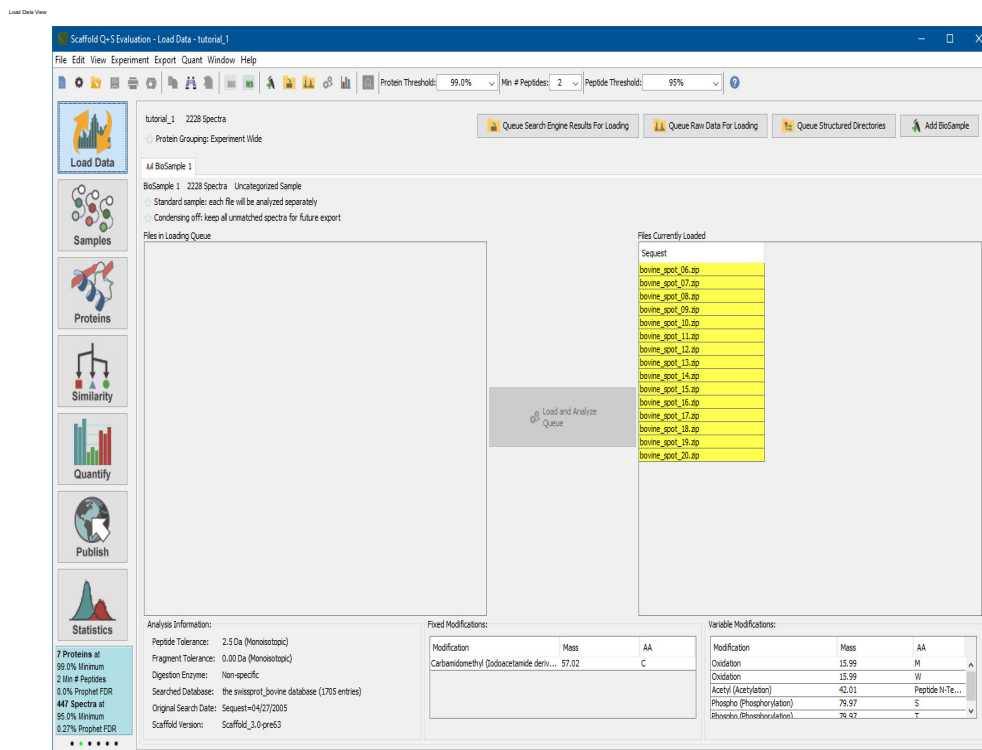 Load Data View
Scaffold Q+S Evaluation - Load Data - tutorial_1
File Edit View Experiment Export Quant Window Help
Protein Threshold: 99.0% Min # Peptides: 2 Peptide Threshold: 95%
tutorial_1 2228 Spectra
Protein Grouping: Experiment Wide
Queue Search Engine Results For Loading
Queue Raw Data For Loading
Queue Structured Directories
Add BioSample
Load Data
Samples
Proteins
Similarity
Quantify
Publish
Statistics
7 Proteins at
99.0% Minimum
2 Min # Peptides
0.0% Prophet FDR
447 Spectra at
95.0% Minimum
0.27% Prophet FDR
BioSample 1
BioSample 1 2228 Spectra Uncategorized Sample
Standard sample: each file will be analyzed separately
Condensing off: keep all unmatched spectra for future export
Files in Loading Queue
Load and Analyze
Queue
Files Currently Loaded
Sequest
bovine_spot_06.zip
bovine_spot_07.zip
bovine_spot_08.zip
bovine_spot_09.zip
bovine_spot_10.zip
bovine_spot_11.zip
bovine_spot_12.zip
bovine_spot_13.zip
bovine_spot_14.zip
bovine_spot_15.zip
bovine_spot_16.zip
bovine_spot_17.zip
bovine_spot_18.zip
bovine_spot_19.zip
bovine_spot_20.zip
Analysis Information:
Peptide Tolerance: 2.5 Da (Monoisotopic)
Fragment Tolerance: 0.00 Da (Monoisotopic)
Digestion Enzyme: Non-specific
Searched Database: the swissprot_bovine database (1705 entries)
Original Search Date: Sequest=04/27/2005
Scaffold Version: Scaffold_3.0-pre63
Fixed Modifications:
Modification Mass AA
Carbamidomethyl (Iodoacetamide deriv... 57.02 C
Variable Modifications:
Modification Mass AA
Oxidation 15.99 M
Oxidation 15.99 W
Acetyl (Acetylation) 42.01 Peptide N-Te...
Phospho (Phosphorylation) 79.97 S
Phospho (Phosphorylation) 79.97 T